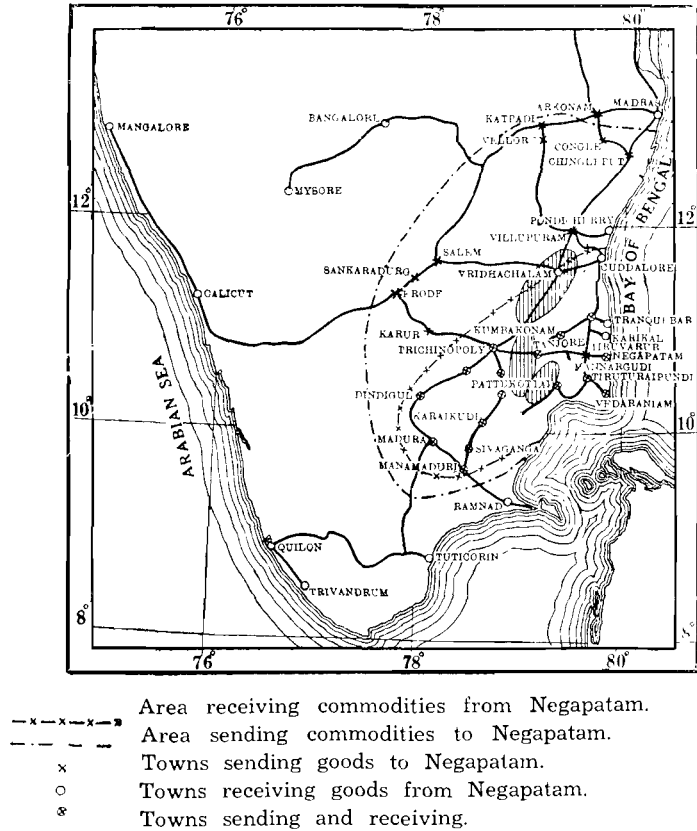 76° 78° 80°
ARKONAM MADRAS
BANGALORE KATPADI
MANGALORE
VELLORE
CHINGLEPUT
MYSORE
12° 12°
PONDICHERRY
VILLUPURAM
SALEM
SANKARADURG VRIDHACHALAM CUDDALORE
CALICUT ERODE
BAY OF BENGAL
TRANQUEBAR
KARUR KUMBAKONAM KARIKAL
TRICHINOPOLY TANJORE TIRUVARUR
NEGAPATAM
MANNARGUDI
PATTUKOTTAI TIRUTURAIPUNDI
DINDIGUL
VEDARANIAM
ARABIAN SEA
10° KARAIKUDI 10°
MADURA SIVAGANGA
MANAMADURI
RAMNAD
QUILON TUTICORIN
TRIVANDRUM
8° 8°
76° 78° 80°
Area receiving commodities from Negapatam.
Area sending commodities to Negapatam.
Towns sending goods to Negapatam.
Towns receiving goods from Negapatam.
Towns sending and receiving.